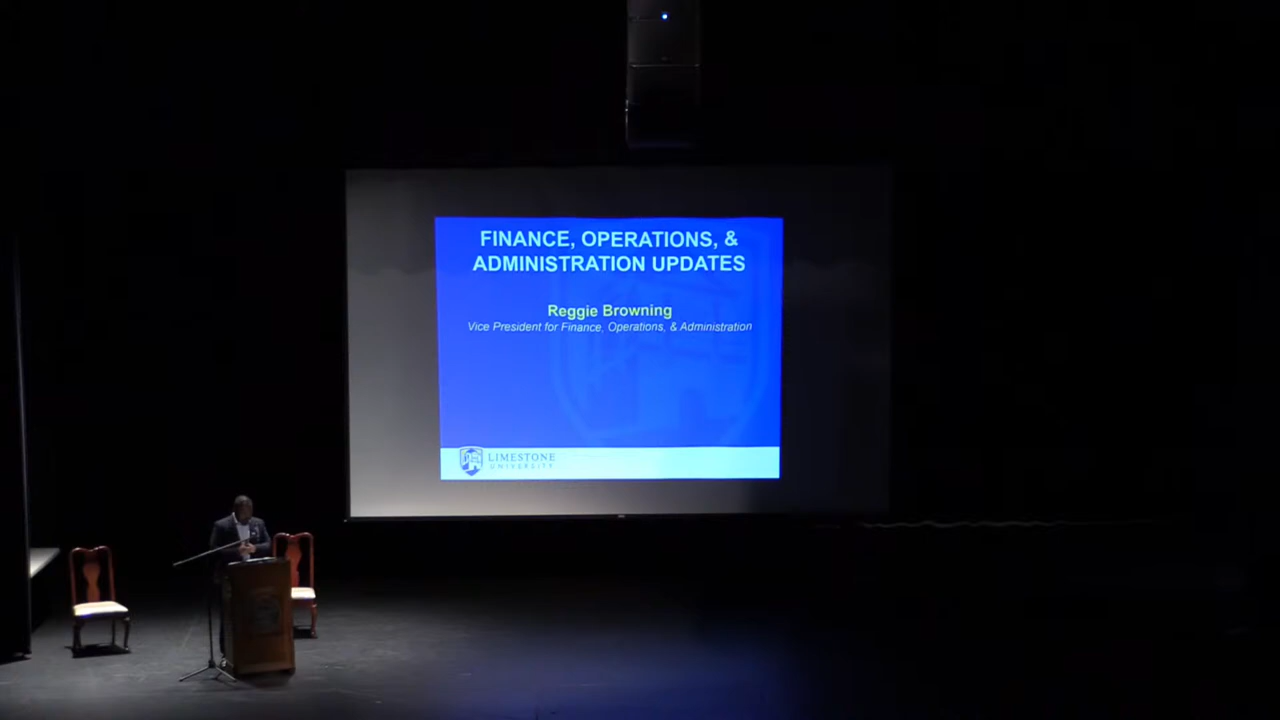 FINANCE, OPERATIONS, &
ADMINISTRATION UPDATES
Reggie Browning
Vice President for Finance, Operations, & Administration
LIMESTONE
UNIVERSITY